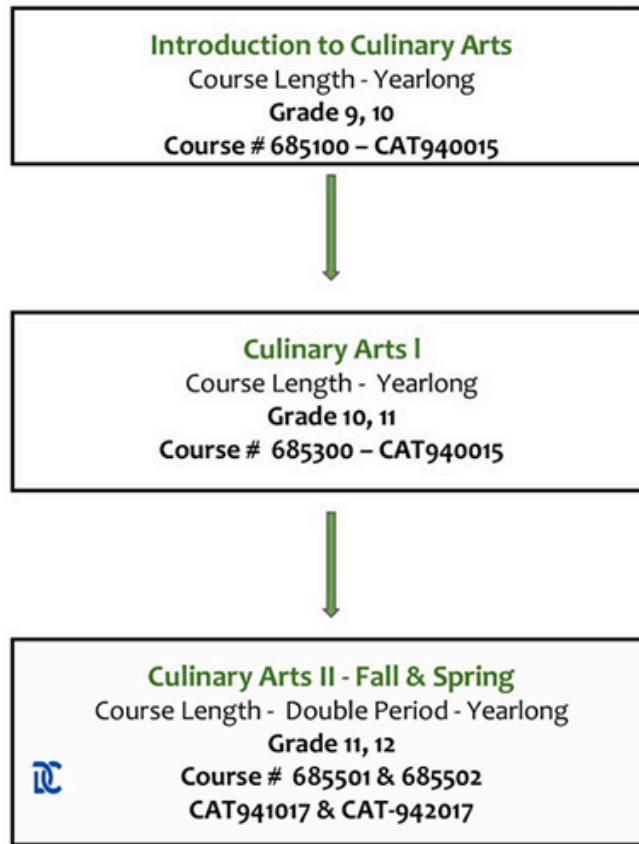 Introduction to Culinary Arts
Course Length - Yearlong
Grade 9, 10
Course # 685100 – CAT940015
Culinary Arts l
Course Length - Yearlong
Grade 10, 11
Course # 685300 – CAT940015
Culinary Arts II - Fall & Spring
Course Length - Double Period - Yearlong
Grade 11, 12
DC
Course # 685501 & 685502
CAT941017 & CAT-942017